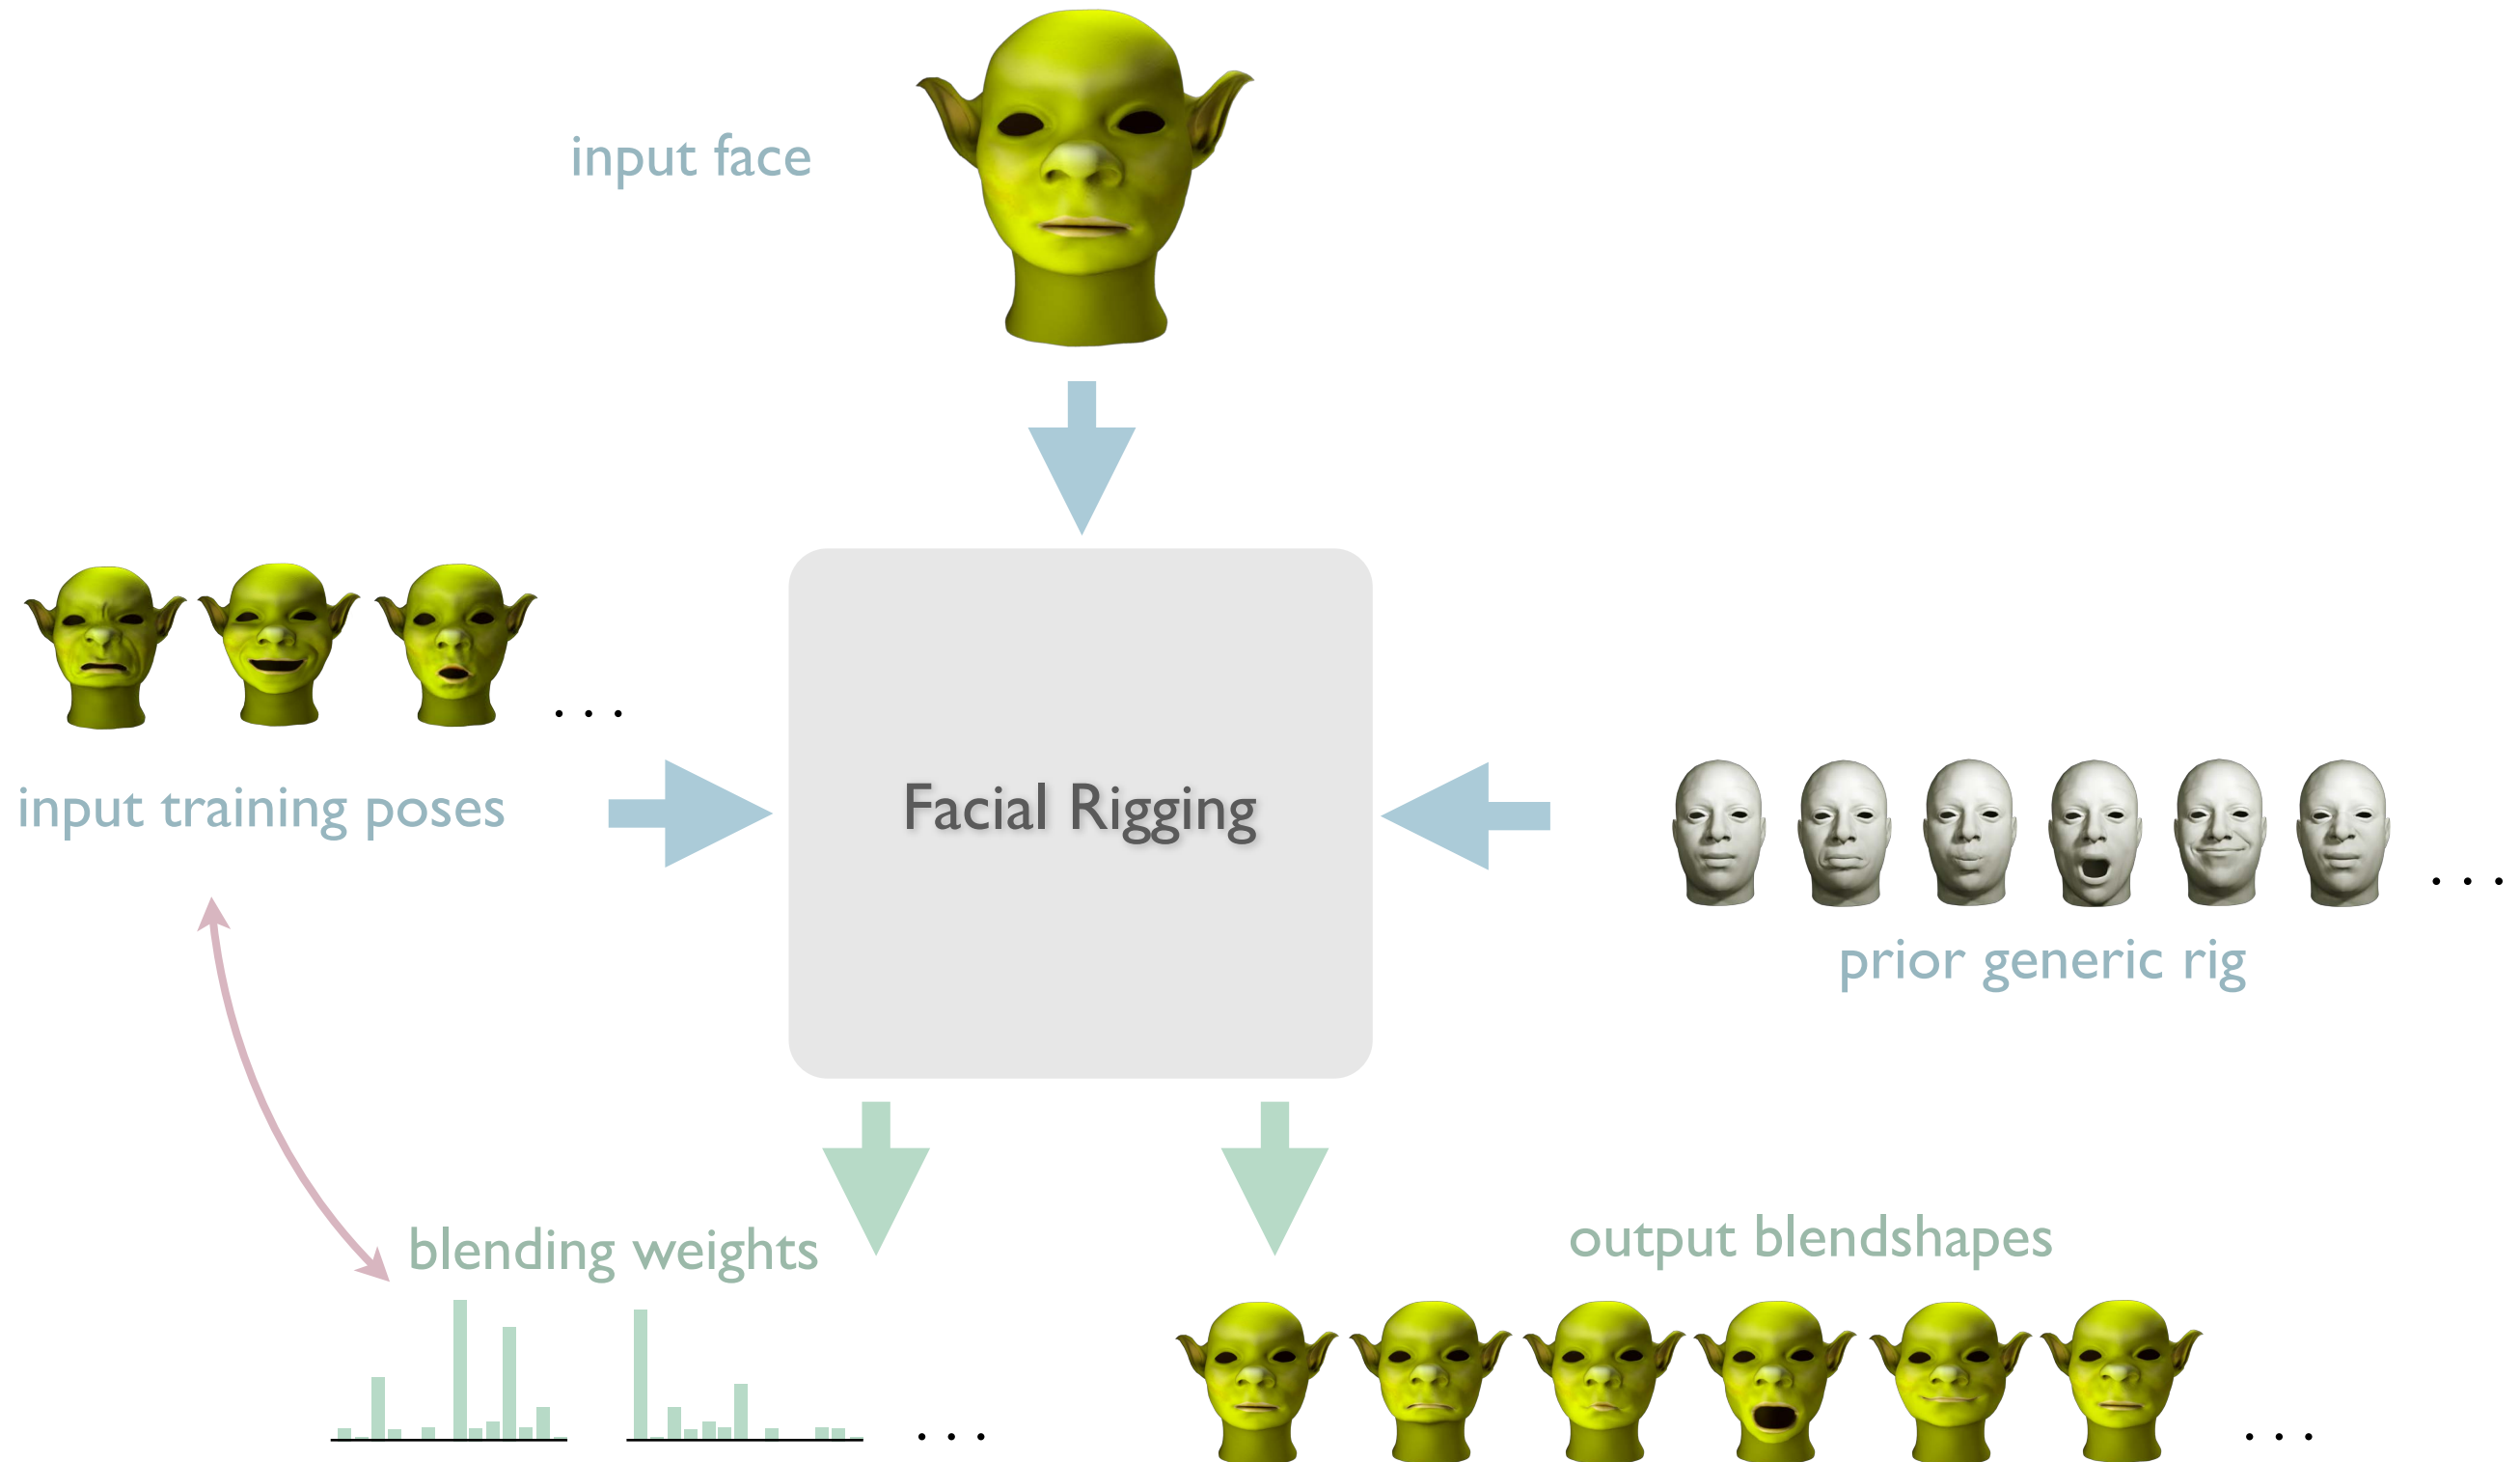 input face
input training poses
Facial Rigging
prior generic rig
blending weights
output blendshapes